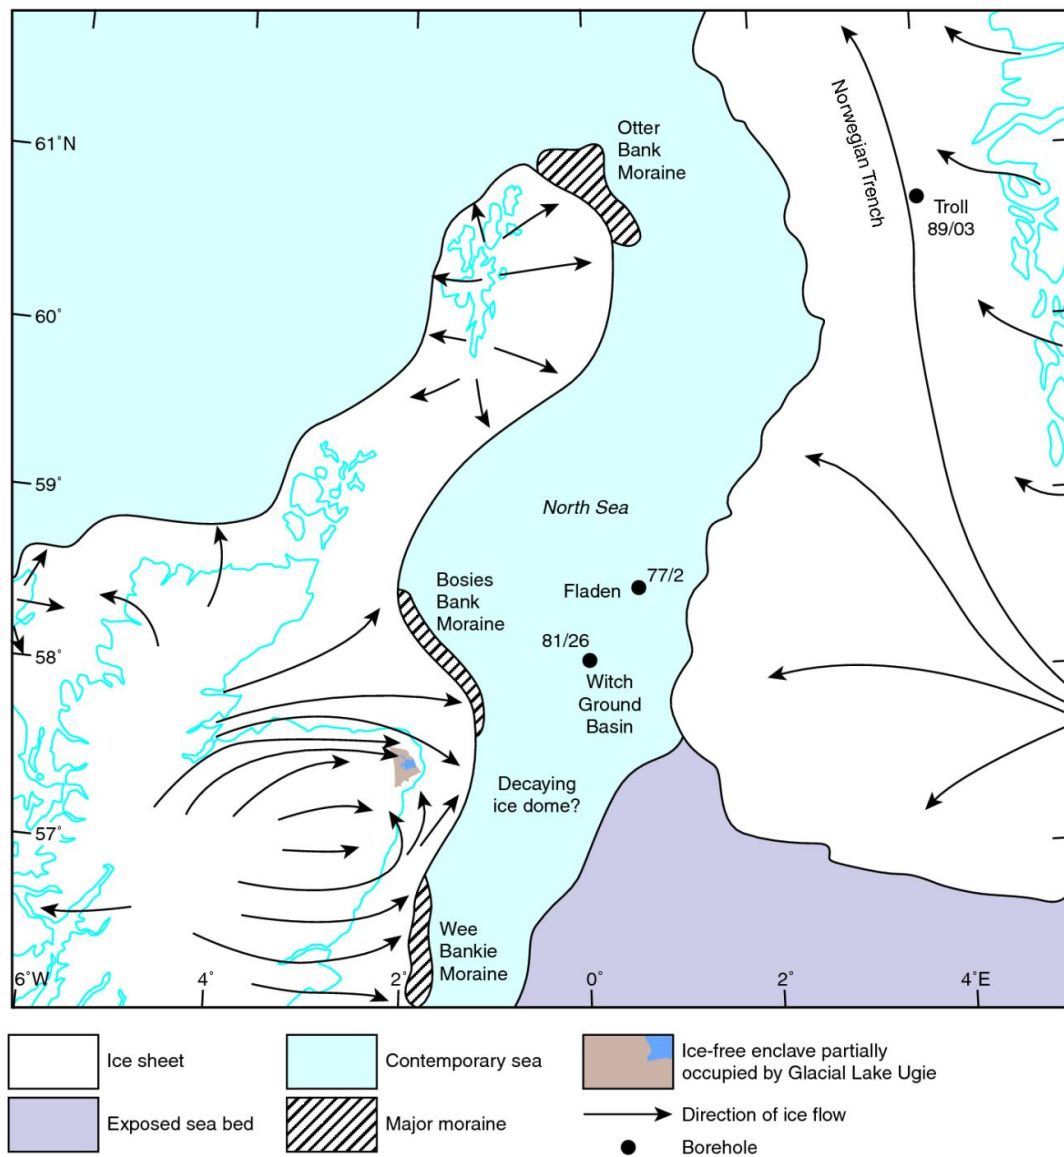 61°N
60°
59°
58°
57°
6°W
4°
2°
0°
2°
4°E
Otter
Bank
Moraine
Norwegian Trench
Troll
89/03
North Sea
Bosies
Bank
Moraine
77/2
Fladen
81/26
Witch
Ground
Basin
Decaying
ice dome?
Wee
Bankie
Moraine
Ice sheet
Contemporary sea
Ice-free enclave partially
occupied by Glacial Lake Ugie
Exposed sea bed
Major moraine
Direction of ice flow
Borehole